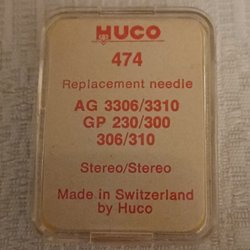 HUCO
474
Replacement needle
AG 3306/3310
GP 230/300
306/310
Stereo/Stereo
Made in Switzerland
by Huco